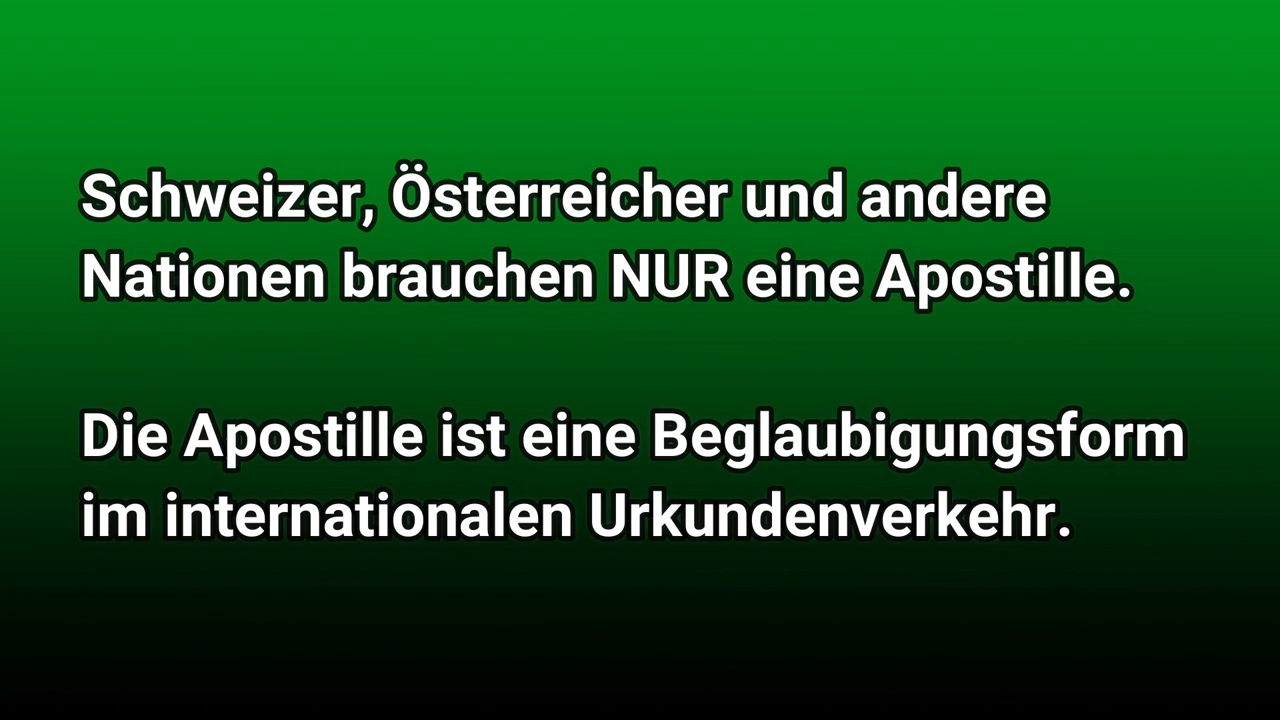 Schweizer, Österreicher und andere
Nationen brauchen NUR eine Apostille.
Die Apostille ist eine Beglaubigungsform
im internationalen Urkundenverkehr.